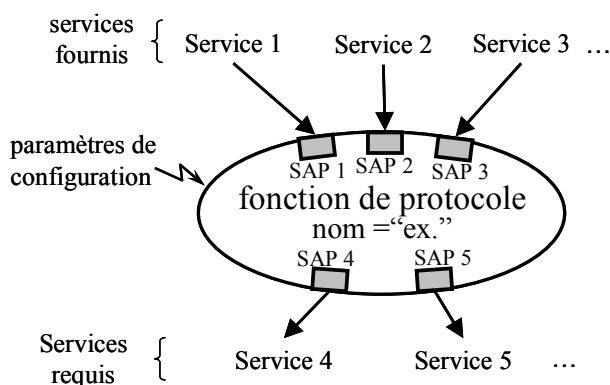 services
fournis
Service 1
Service 2
Service 3
...
paramètres de
configuration
SAP 1
SAP 2
SAP 3
fonction de protocole
nom =“ex.”
SAP 4
SAP 5
Services
requis
Service 4
Service 5
...